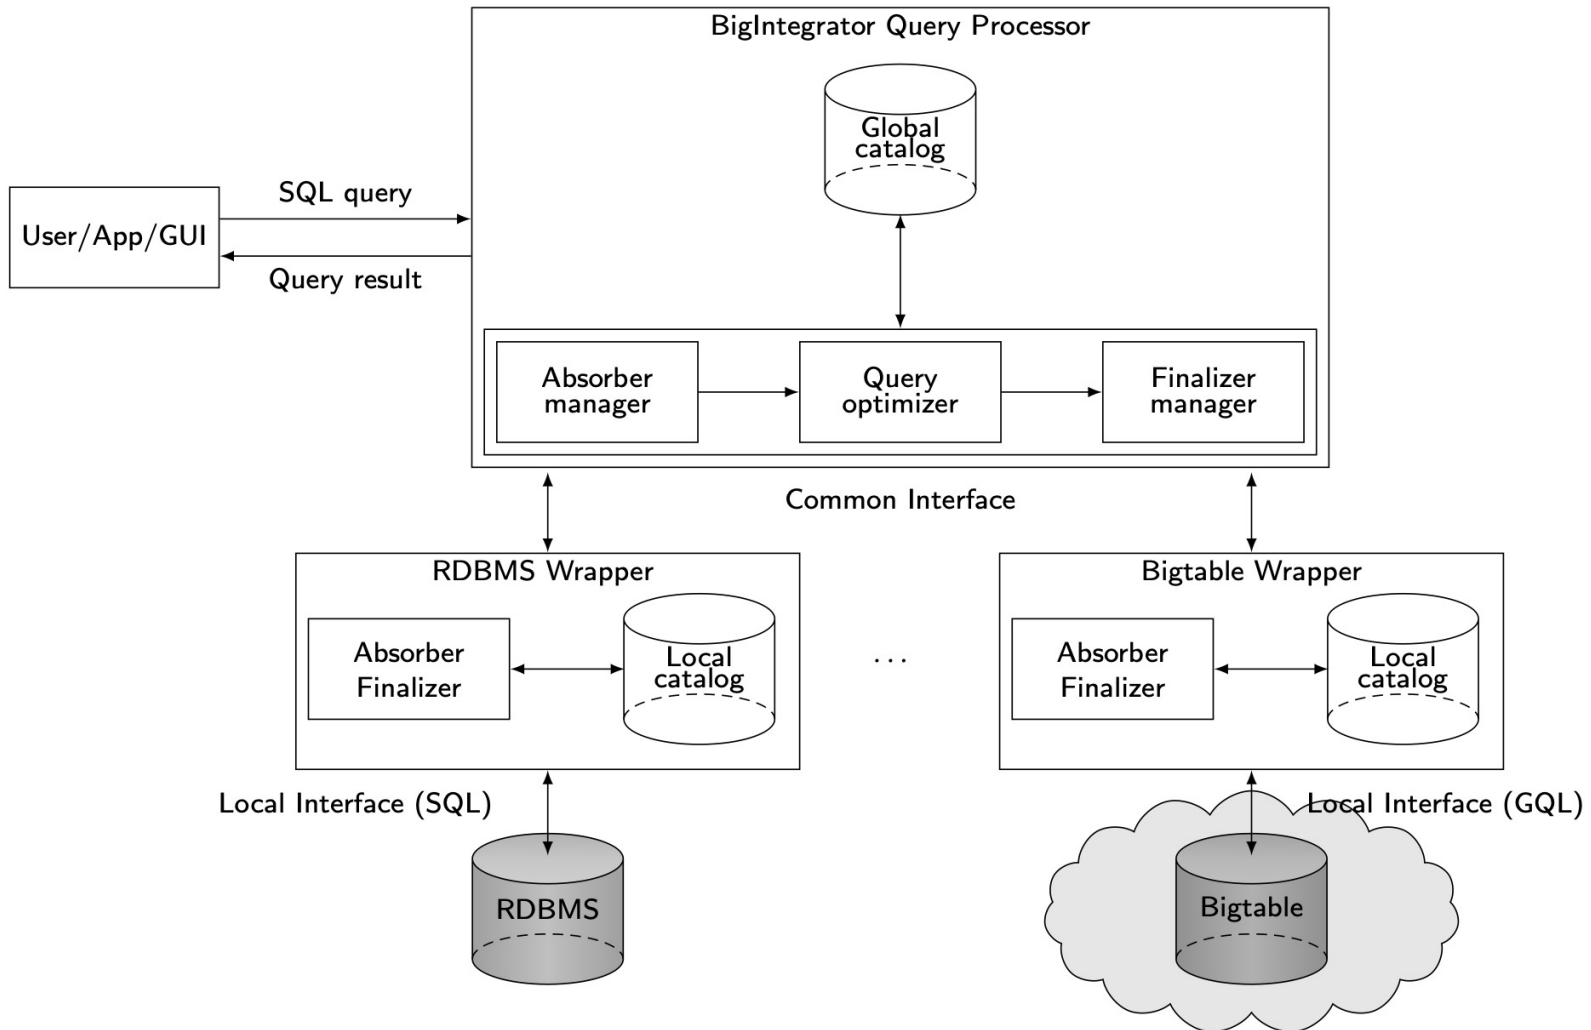 BigIntegrator Query Processor
Global
catalog
SQL query
User/App/GUI
Query result
Absorber
manager
Query
optimizer
Finalizer
manager
Common Interface
RDBMS Wrapper
Absorber
Finalizer
Local
catalog
...
Bigtable Wrapper
Absorber
Finalizer
Local
catalog
Local Interface (SQL)
Local Interface (GQL)
RDBMS
Bigtable